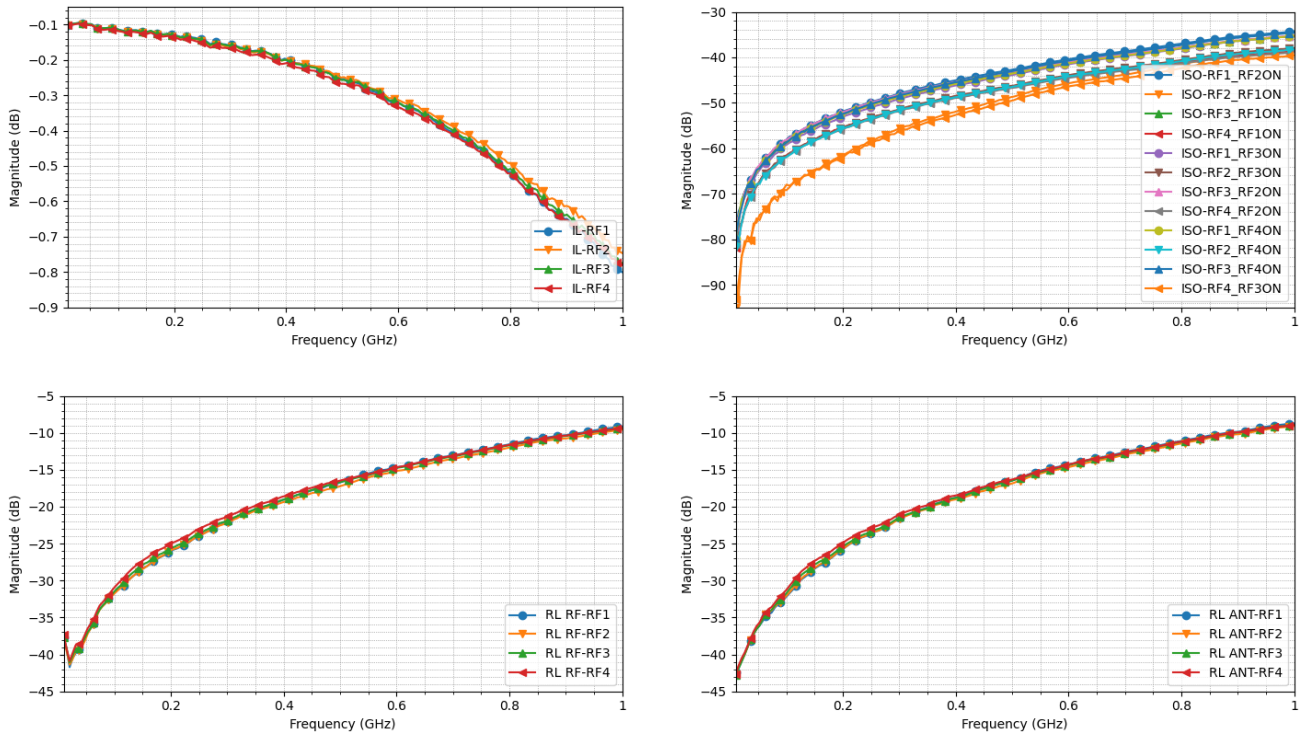 −0.1
−0.2
−0.3
−0.4
−0.5
−0.6
−0.7
−0.8
−0.9
Magnitude (dB)
0.2
0.4
0.6
0.8
1
Frequency (GHz)
IL-RF1
IL-RF2
IL-RF3
IL-RF4
−30
−40
−50
−60
−70
−80
−90
Magnitude (dB)
0.2
0.4
0.6
0.8
1
Frequency (GHz)
ISO-RF1_RF2ON
ISO-RF2_RF1ON
ISO-RF3_RF1ON
ISO-RF4_RF1ON
ISO-RF1_RF3ON
ISO-RF2_RF3ON
ISO-RF3_RF2ON
ISO-RF4_RF2ON
ISO-RF1_RF4ON
ISO-RF2_RF4ON
ISO-RF3_RF4ON
ISO-RF4_RF3ON
−5
−10
−15
−20
−25
−30
−35
−40
−45
Magnitude (dB)
0.2
0.4
0.6
0.8
1
Frequency (GHz)
RL RF-RF1
RL RF-RF2
RL RF-RF3
RL RF-RF4
−5
−10
−15
−20
−25
−30
−35
−40
−45
Magnitude (dB)
0.2
0.4
0.6
0.8
1
Frequency (GHz)
RL ANT-RF1
RL ANT-RF2
RL ANT-RF3
RL ANT-RF4